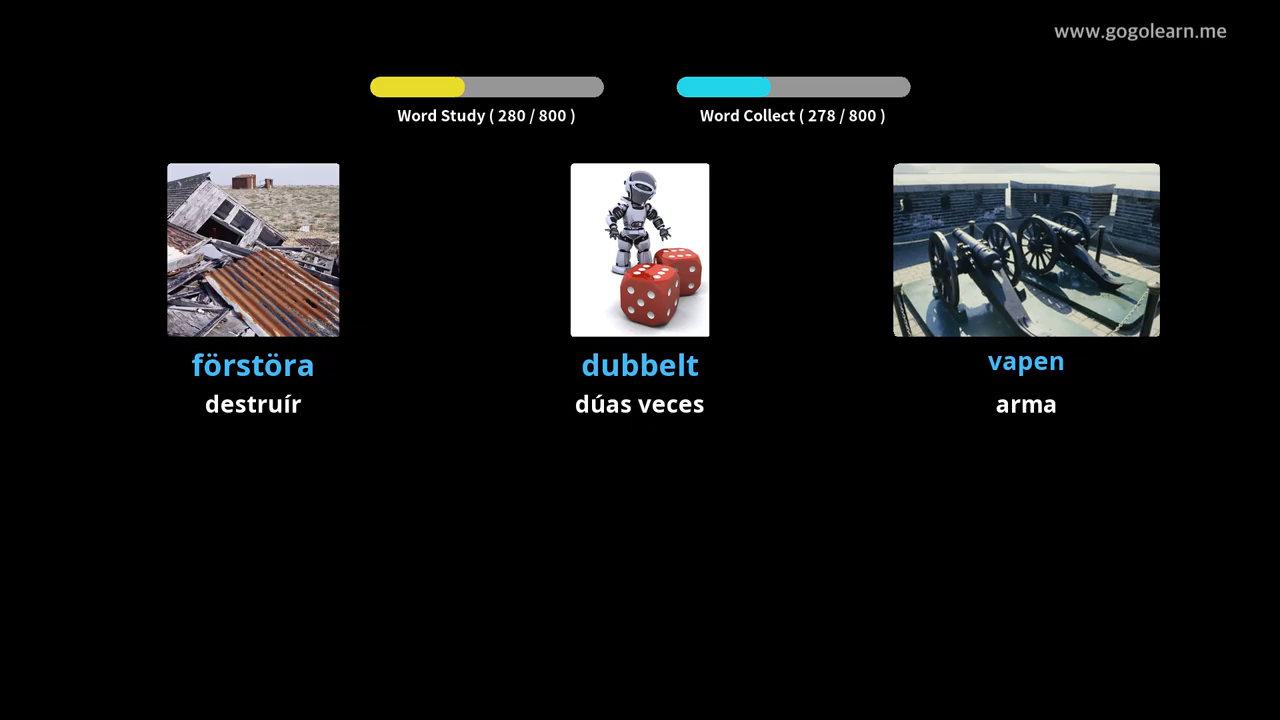 www.gogolearn.me
Word Study ( 280 / 800 )
Word Collect ( 278 / 800 )
förstöra
destruír
dubbelt
dúas veces
vapen
arma